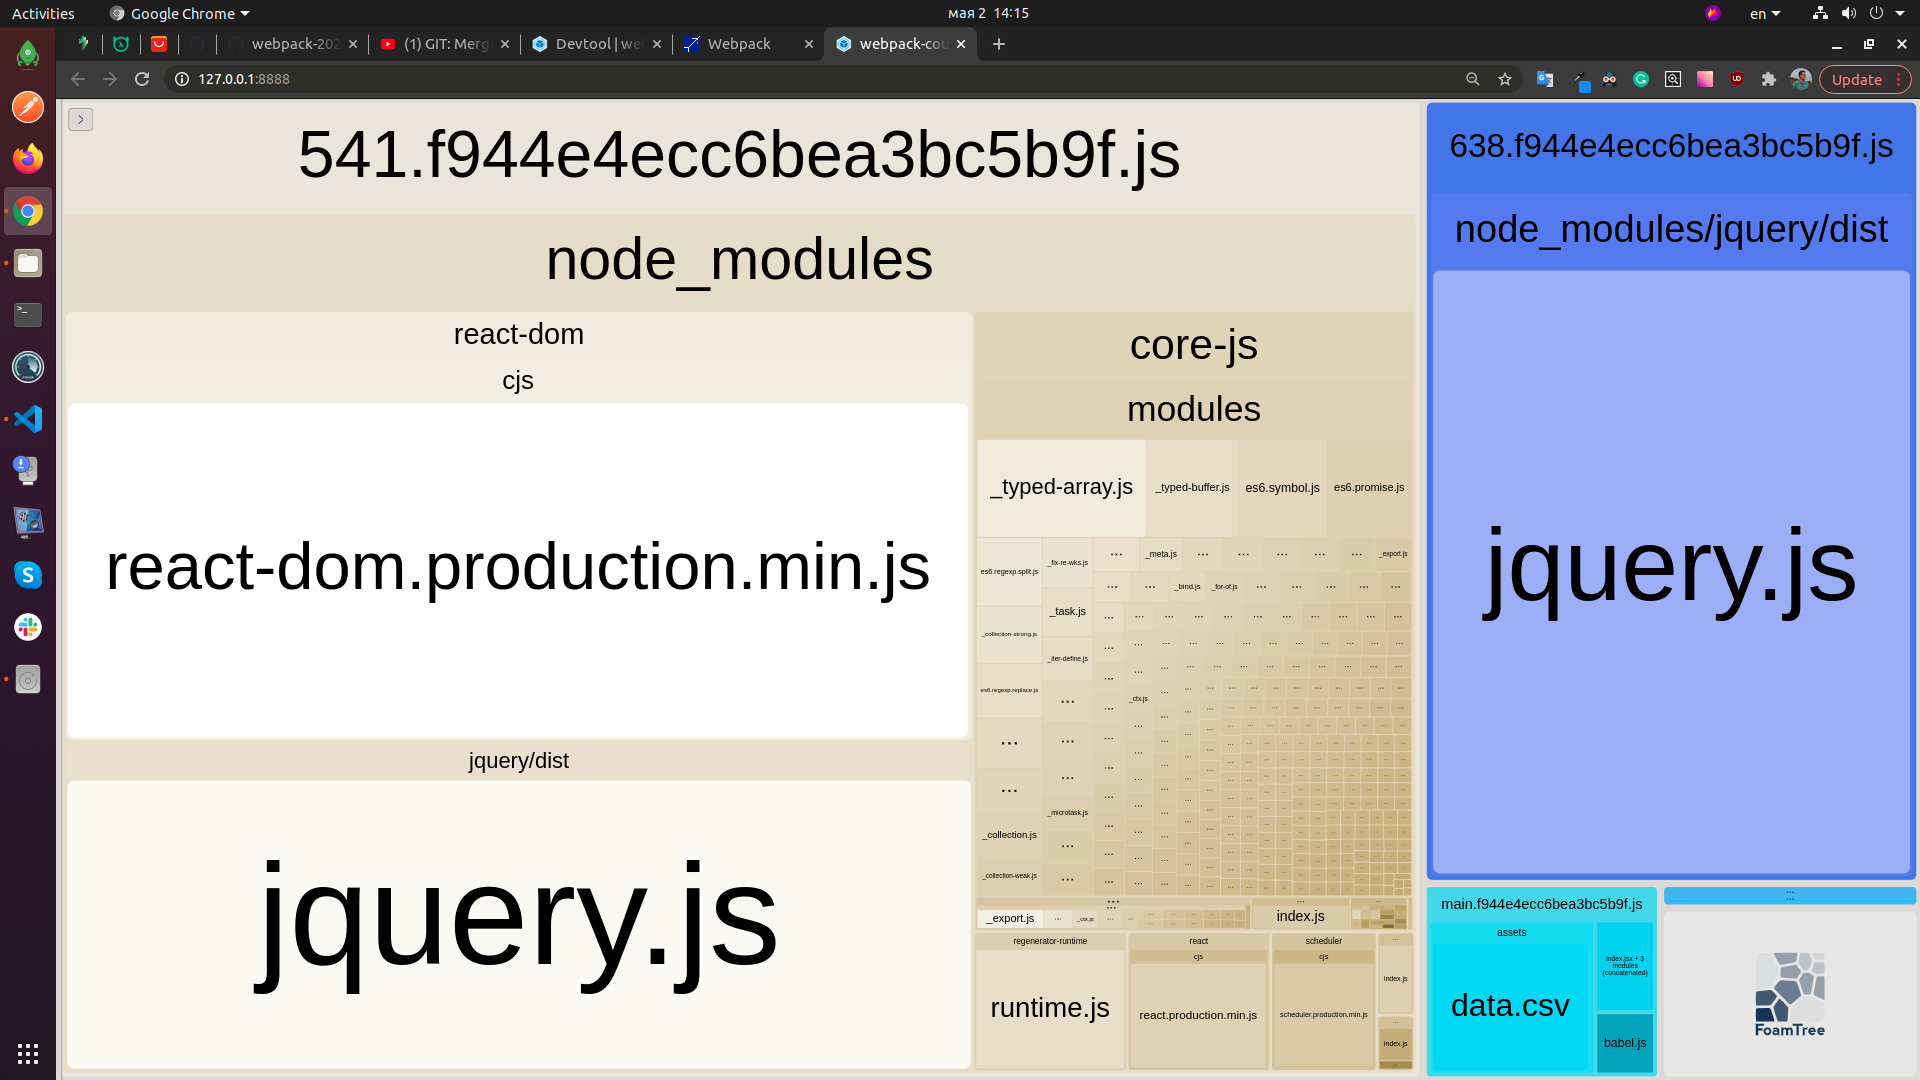 Activities
Google Chrome
мая 2 14:15
en
webpack-202
(1) GIT: Merg
Devtool | we
Webpack
webpack-cou
127.0.0.1:8888
Update
541.f944e4ecc6bea3bc5b9f.js
node_modules
react-dom
cjs
react-dom.production.min.js
jquery/dist
jquery.js
core-js
modules
_typed-array.js
_typed-buffer.js
es6.symbol.js
es6.promise.js
es6.regexp.split.js
_fix-re-wks.js
_meta.js
_export.js
_bind.js
_for-of.js
_task.js
_collection-strong.js
_iter-define.js
es6.regexp.replace.js
_ctx.js
_microtask.js
_collection.js
_collection-weak.js
_export.js
_ctx.js
index.js
regenerator-runtime
runtime.js
react
cjs
react.production.min.js
scheduler
cjs
scheduler.production.min.js
index.js
index.js
638.f944e4ecc6bea3bc5b9f.js
node_modules/jquery/dist
jquery.js
main.f944e4ecc6bea3bc5b9f.js
assets
data.csv
index.jsx + 3
modules
(concatenated)
babel.js
FoamTree